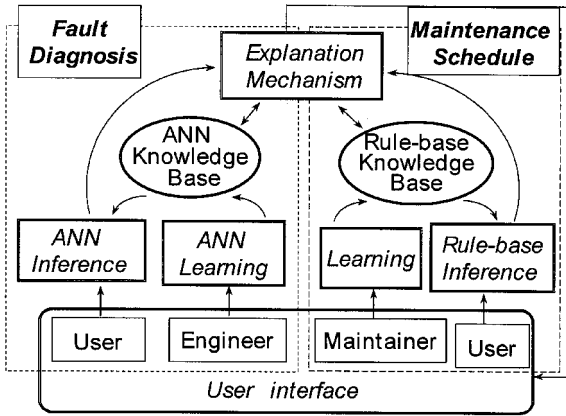 Fault
Diagnosis
Explanation
Mechanism
Maintenance
Schedule
ANN
Knowledge
Base
Rule-base
Knowledge
Base
ANN
Inference
ANN
Learning
Learning
Rule-base
Inference
User
Engineer
Maintainer
User
User interface